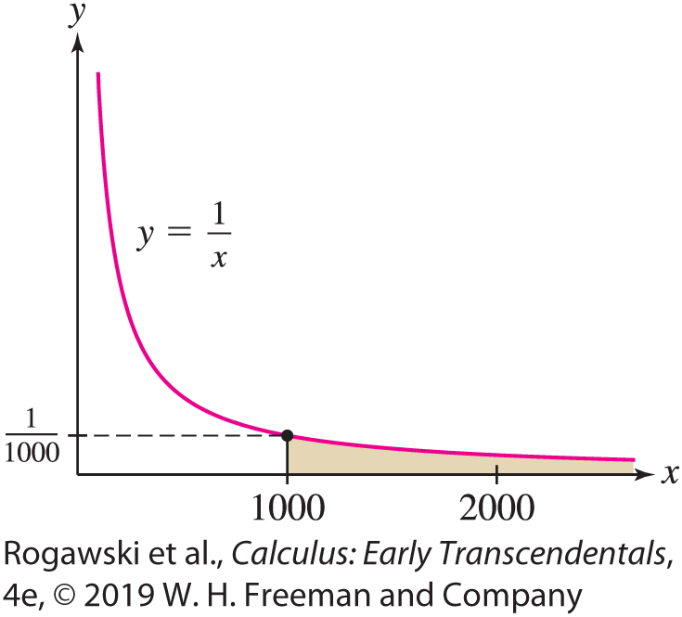 y
y = 1/x
1/1000
1000 2000 x
Rogawski et al., Calculus: Early Transcendentals,
4e, © 2019 W. H. Freeman and Company